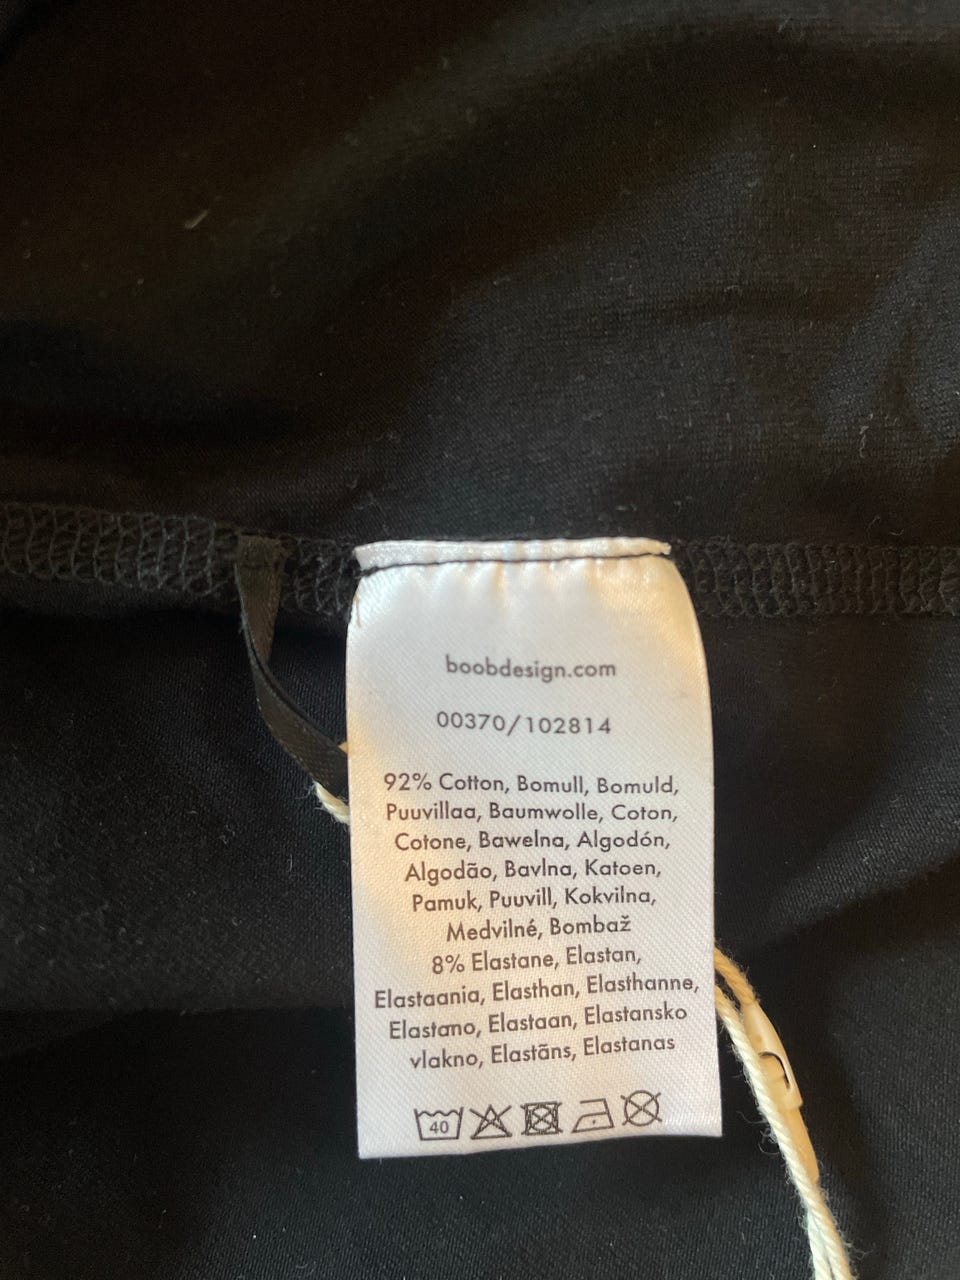 boobdesign.com
00370/102814
92% Cotton, Bomull, Bomuld,
Puuvillaa, Baumwolle, Coton,
Cotone, Bawelna, Algodón,
Algodão, Bavlna, Katoen,
Pamuk, Puuvill, Kokvilna,
Medvilné, Bombaž
8% Elastane, Elastan,
Elastaania, Elasthan, Elasthanne,
Elastano, Elastaan, Elastansko
vlakno, Elastāns, Elastanas
40